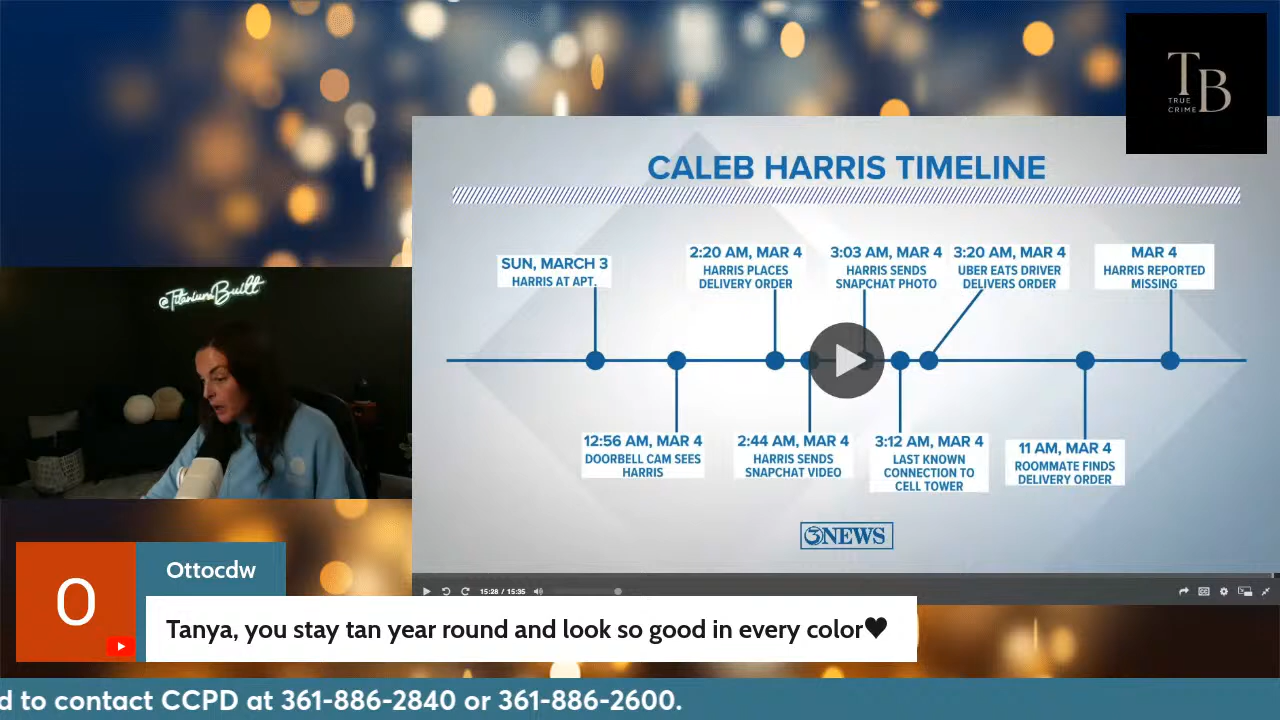 TB
TRUE
CRIME
CALEB HARRIS TIMELINE
SUN, MARCH 3
HARRIS AT APT.
2:20 AM, MAR 4
HARRIS PLACES
DELIVERY ORDER
3:03 AM, MAR 4
HARRIS SENDS
SNAPCHAT PHOTO
3:20 AM, MAR 4
UBER EATS DRIVER
DELIVERS ORDER
MAR 4
HARRIS REPORTED
MISSING
12:56 AM, MAR 4
DOORBELL CAM SEES
HARRIS
2:44 AM, MAR 4
HARRIS SENDS
SNAPCHAT VIDEO
3:12 AM, MAR 4
LAST KNOWN
CONNECTION TO
CELL TOWER
11 AM, MAR 4
ROOMMATE FINDS
DELIVERY ORDER
3NEWS
15:28 / 15:35
@TitaniumBuilt
O
Ottocdw
Tanya, you stay tan year round and look so good in every color♥
d to contact CCPD at 361-886-2840 or 361-886-2600.